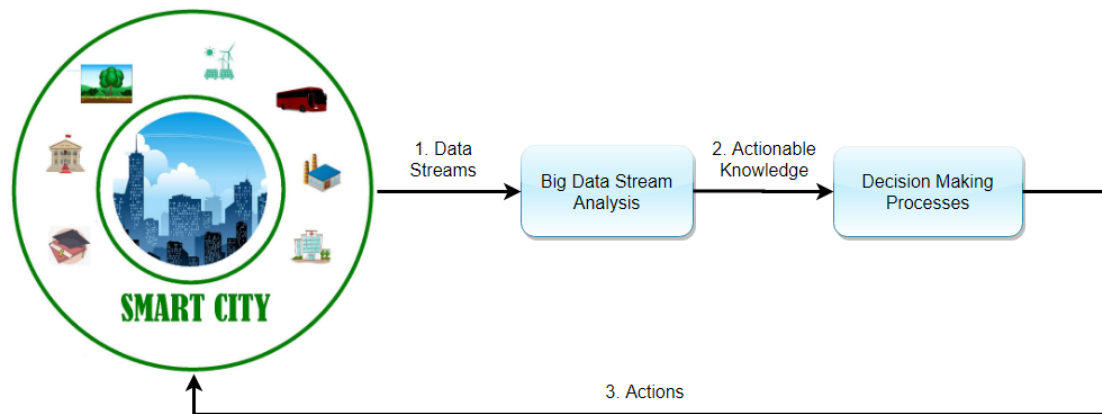 SMART CITY
1. Data
Streams
Big Data Stream
Analysis
2. Actionable
Knowledge
Decision Making
Processes
3. Actions